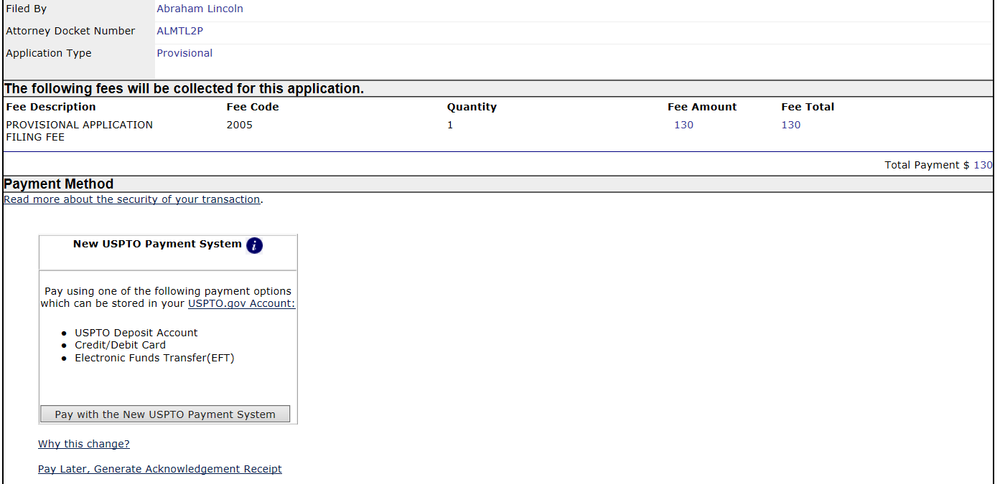 Filed By Abraham Lincoln
Attorney Docket Number ALMTL2P
Application Type Provisional
The following fees will be collected for this application.
Fee Description Fee Code Quantity Fee Amount Fee Total
PROVISIONAL APPLICATION 2005 1 130 130
FILING FEE
Total Payment $ 130
Payment Method
Read more about the security of your transaction.
New USPTO Payment System i
Pay using one of the following payment options
which can be stored in your USPTO.gov Account:
● USPTO Deposit Account
● Credit/Debit Card
● Electronic Funds Transfer(EFT)
Pay with the New USPTO Payment System
Why this change?
Pay Later, Generate Acknowledgement Receipt